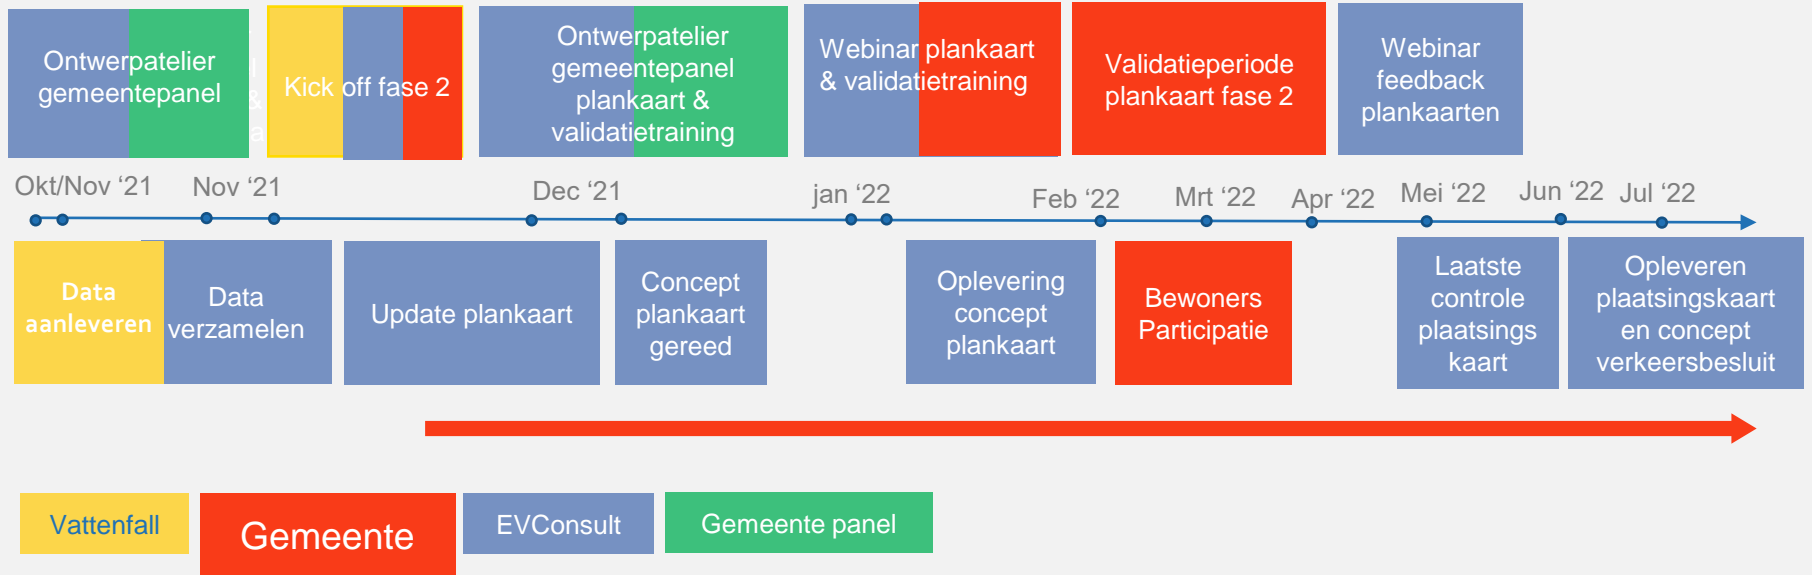 Ontwerpatelier
gemeentepanel
Kick off fase 2
Ontwerpatelier
gemeentepanel
plankaart &
validatietraining
Webinar plankaart
& validatietraining
Validatieperiode
plankaart fase 2
Webinar
feedback
plankaarten
Okt/Nov ‘21
Nov ‘21
Dec ‘21
jan ‘22
Feb ‘22
Mrt ‘22
Apr ‘22
Mei ‘22
Jun ‘22
Jul ‘22
Data
aanleveren
Data
verzamelen
Update plankaart
Concept
plankaart
gereed
Oplevering
concept
plankaart
Bewoners
Participatie
Laatste
controle
plaatsings
kaart
Opleveren
plaatsingskaart
en concept
verkeersbesluit
Vattenfall
Gemeente
EVConsult
Gemeente panel